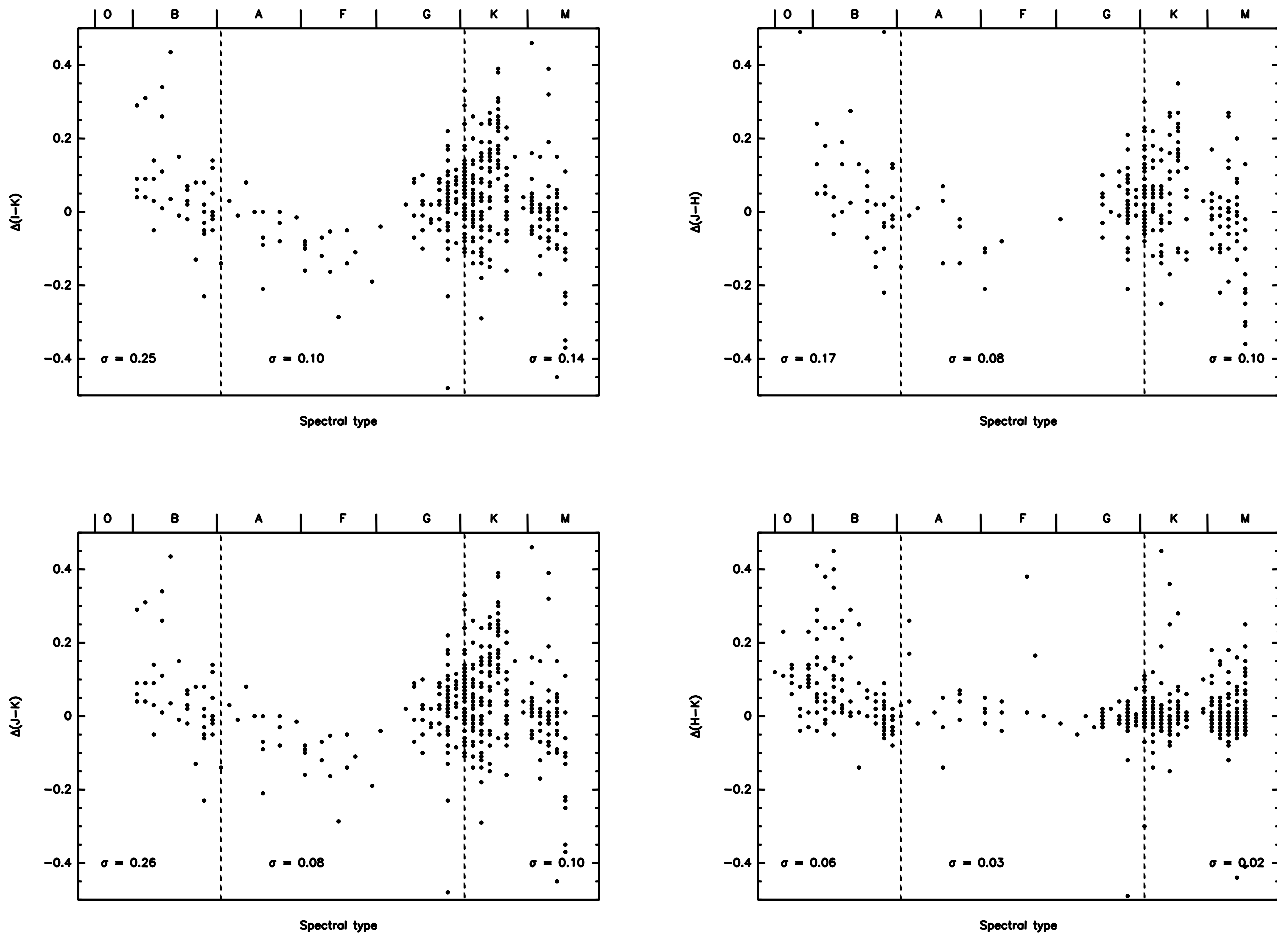 O B A F G K M
Δ(I−K)
0.4
0.2
0
−0.2
−0.4
σ = 0.25 σ = 0.10 σ = 0.14
Spectral type
O B A F G K M
Δ(J−H)
0.4
0.2
0
−0.2
−0.4
σ = 0.17 σ = 0.08 σ = 0.10
Spectral type
O B A F G K M
Δ(J−K)
0.4
0.2
0
−0.2
−0.4
σ = 0.26 σ = 0.08 σ = 0.10
Spectral type
O B A F G K M
Δ(H−K)
0.4
0.2
0
−0.2
−0.4
σ = 0.06 σ = 0.03 σ = 0.02
Spectral type